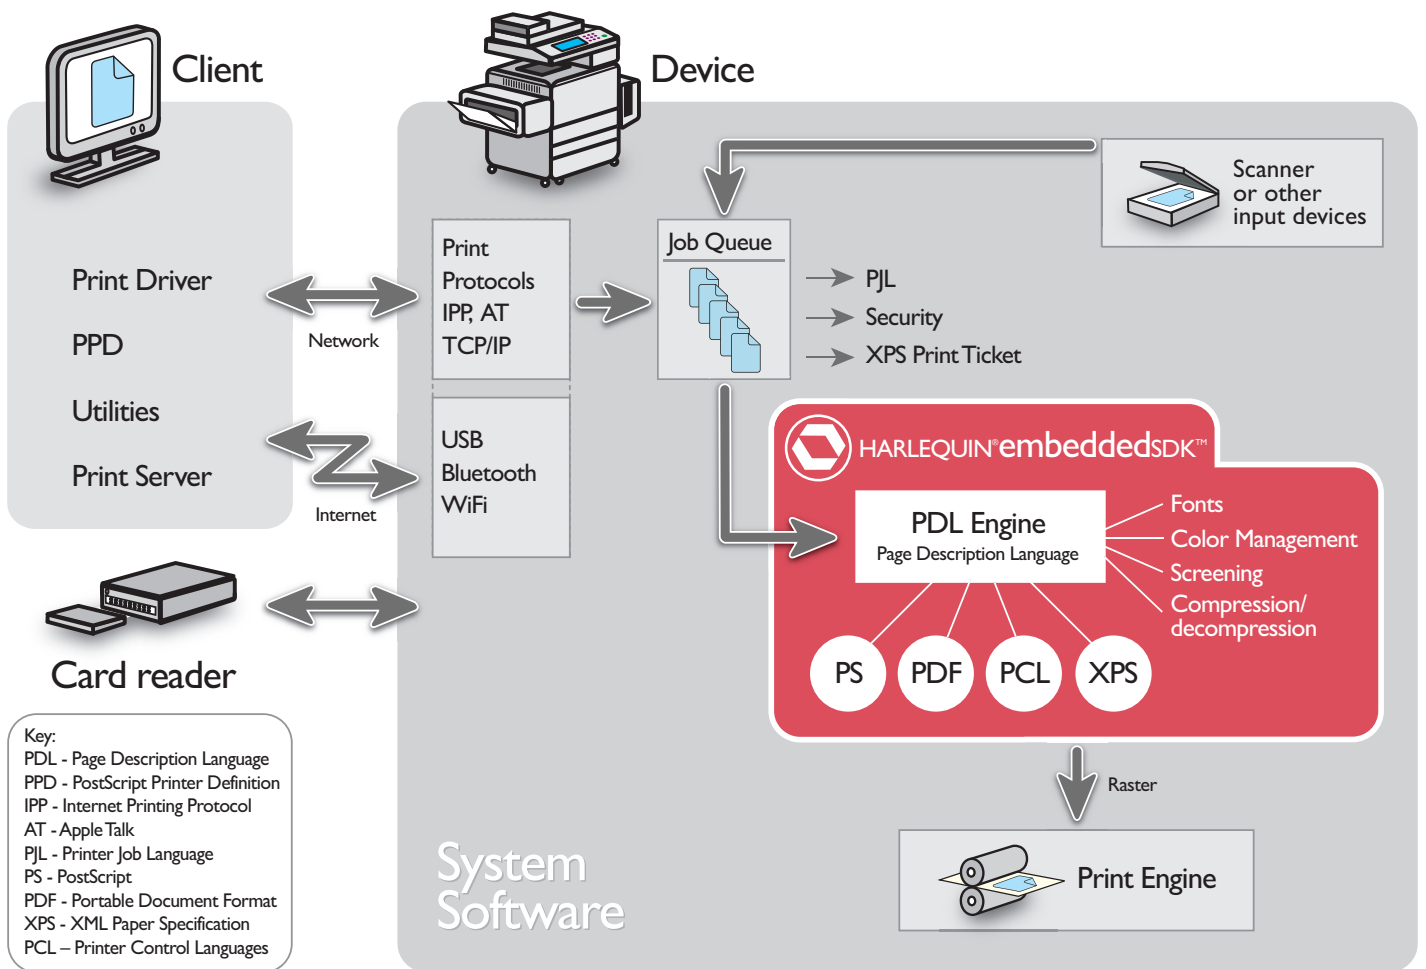 Client
Device
Scanner
or other
input devices
Print Driver
PPD
Utilities
Print Server
Network
Internet
Print
Protocols
IPP, AT
TCP/IP
USB
Bluetooth
WiFi
Job Queue
PJL
Security
XPS Print Ticket
HARLEQUIN® embeddedSDK™
PDL Engine
Page Description Language
Fonts
Color Management
Screening
Compression/
decompression
PS
PDF
PCL
XPS
Raster
Print Engine
Card reader
Key:
PDL - Page Description Language
PPD - PostScript Printer Definition
IPP - Internet Printing Protocol
AT - Apple Talk
PJL - Printer Job Language
PS - PostScript
PDF - Portable Document Format
XPS - XML Paper Specification
PCL – Printer Control Languages
System
Software